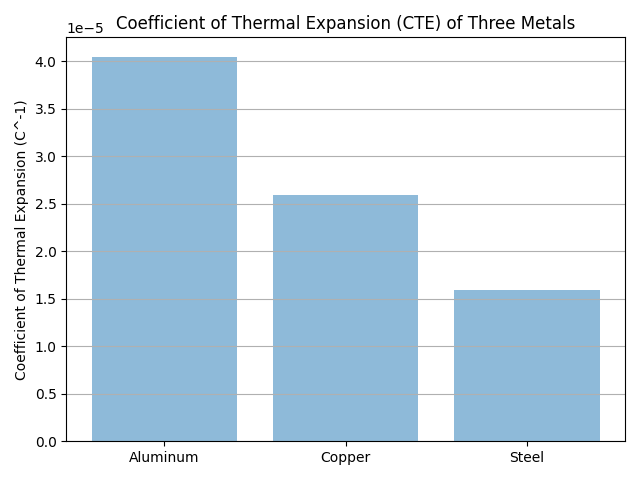 Coefficient of Thermal Expansion (CTE) of Three Metals
1e−5
Coefficient of Thermal Expansion (C^-1)
4.0
3.5
3.0
2.5
2.0
1.5
1.0
0.5
0.0
Aluminum Copper Steel